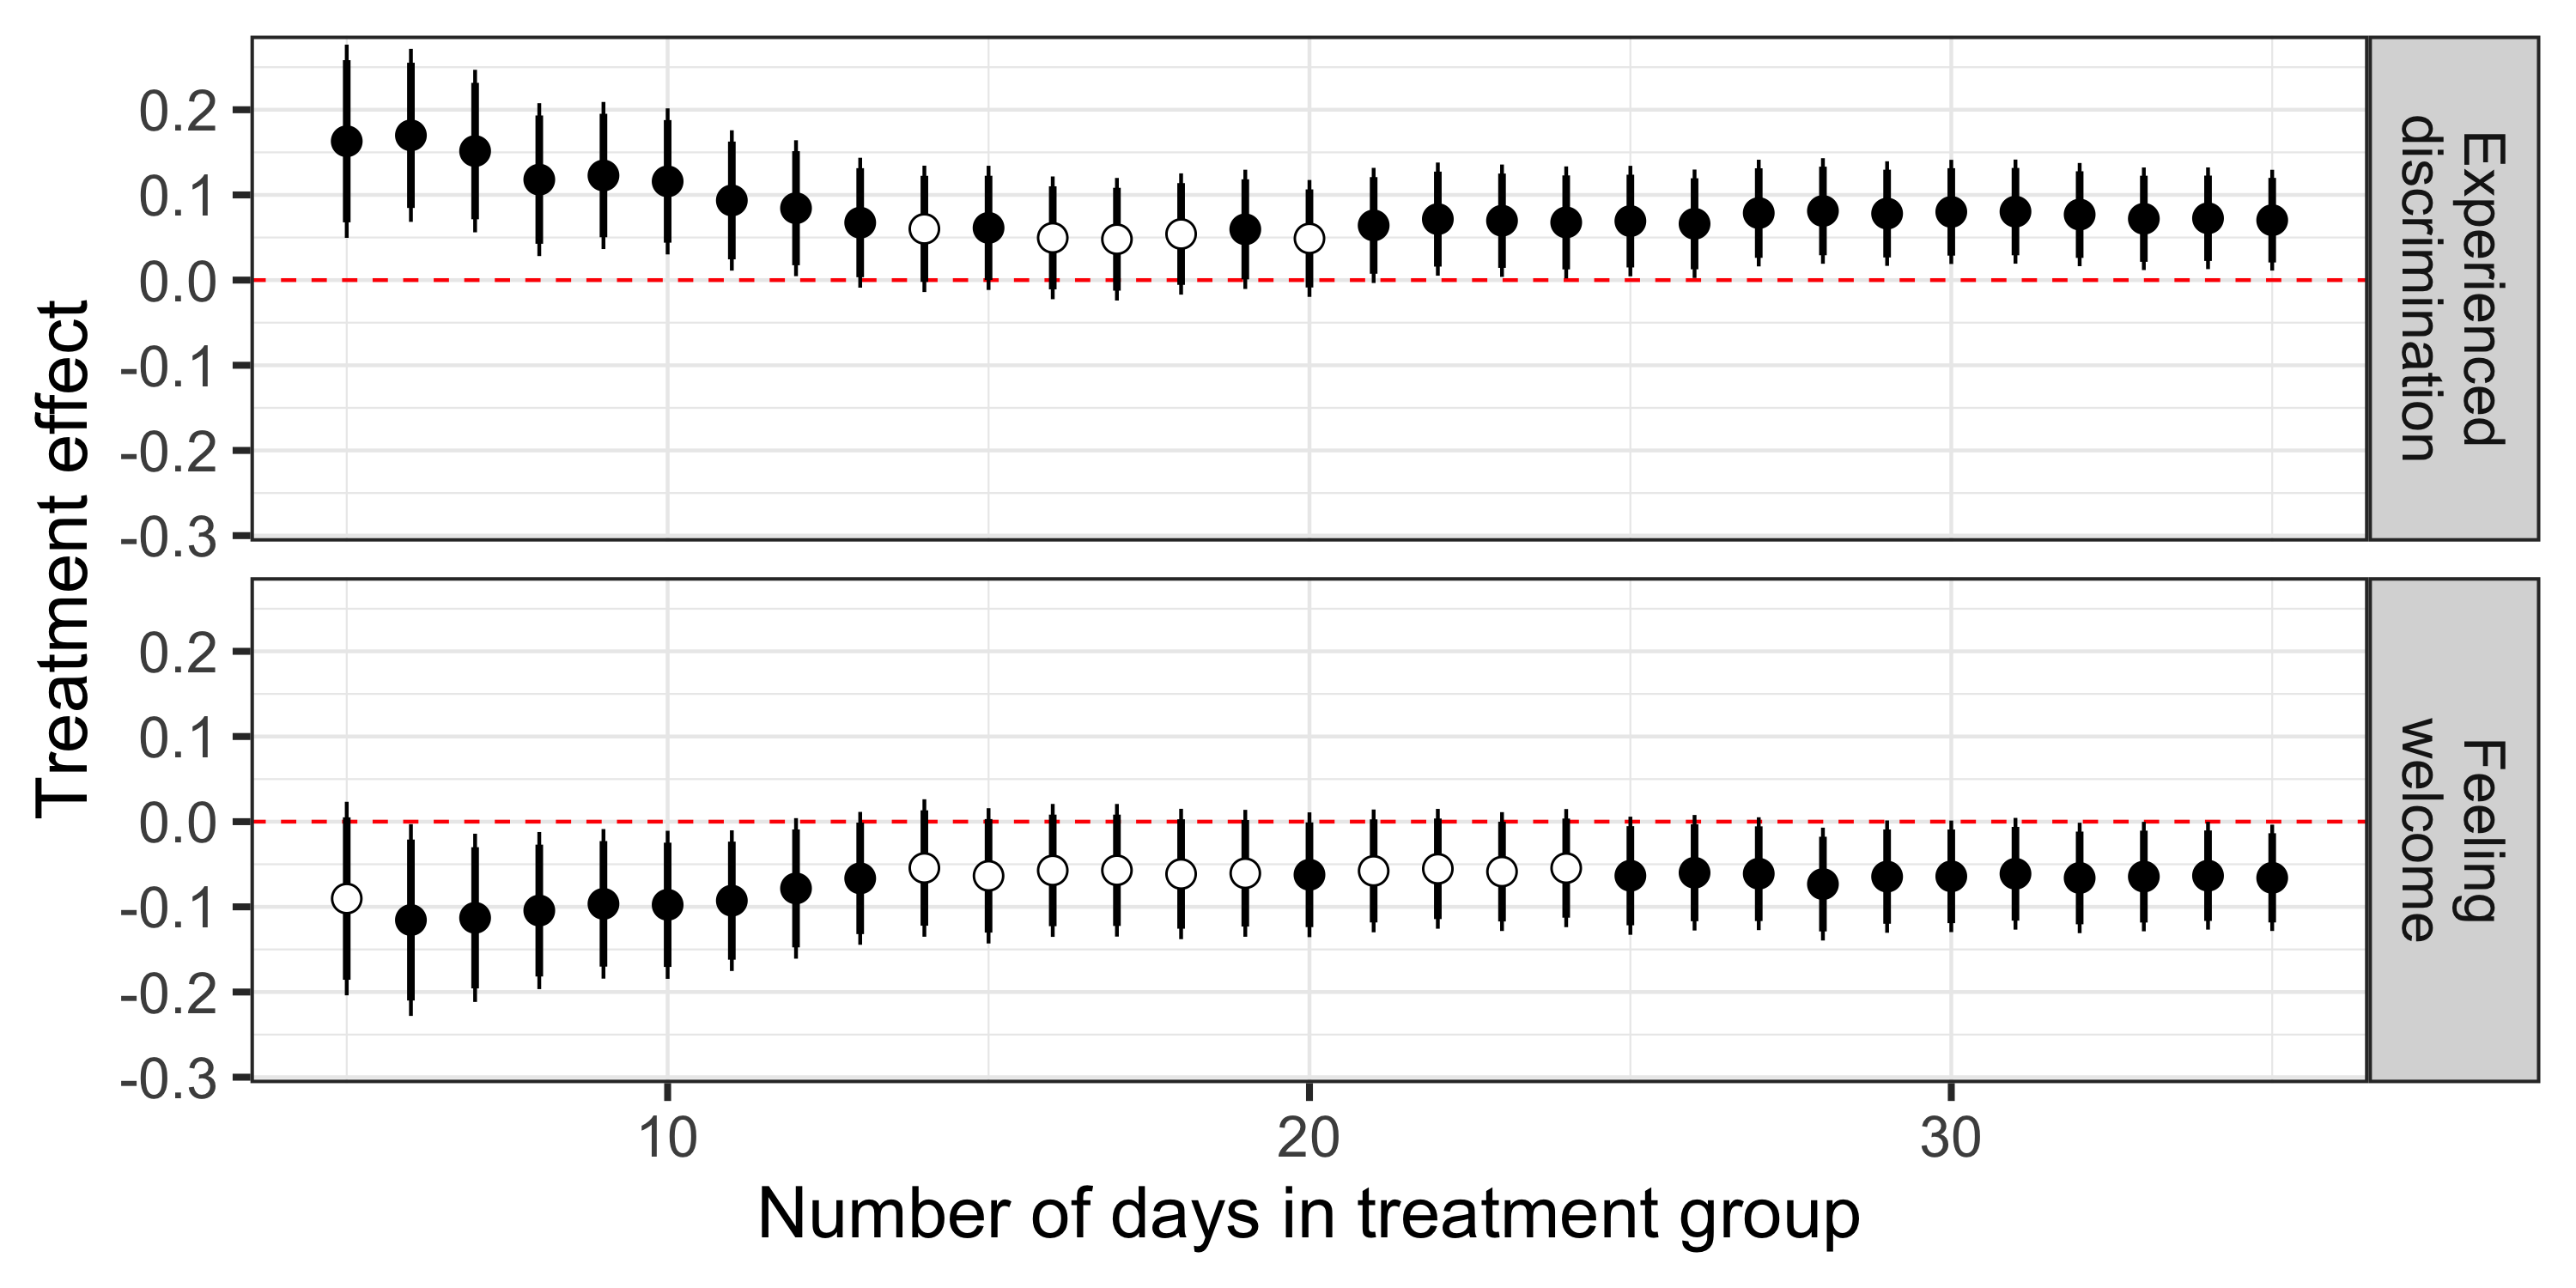 Treatment effect
0.2
0.1
0.0
-0.1
-0.2
-0.3
Experienced
discrimination
0.2
0.1
0.0
-0.1
-0.2
-0.3
Feeling
welcome
10
20
30
Number of days in treatment group